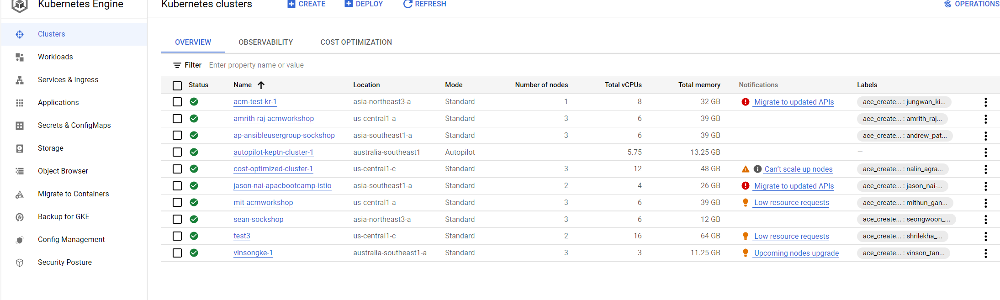 Kubernetes Engine
Kubernetes clusters CREATE DEPLOY REFRESH OPERATIONS
Clusters
Workloads
Services & Ingress
Applications
Secrets & ConfigMaps
Storage
Object Browser
Migrate to Containers
Backup for GKE
Config Management
Security Posture
OVERVIEW OBSERVABILITY COST OPTIMIZATION
Filter Enter property name or value
Status Name Location Mode Number of nodes Total vCPUs Total memory Notifications Labels
acm-test-kr-1 asia-northeast3-a Standard 1 8 32 GB Migrate to updated APIs ace_create... : jungwan_ki...
amrith-raj-acmworkshop us-central1-a Standard 3 6 39 GB ace_create... : amrith_raj...
ap-ansibleusergroup-sockshop asia-southeast1-a Standard 3 6 39 GB ace_create... : andrew_pat...
autopilot-keptn-cluster-1 australia-southeast1 Autopilot 5.75 13.25 GB —
cost-optimized-cluster-1 us-central1-c Standard 3 12 48 GB Can't scale up nodes ace_create... : nalin_agra...
jason-nai-apacbootcamp-istio asia-southeast1-a Standard 2 4 26 GB Migrate to updated APIs ace_create... : jason_nai-...
mit-acmworkshop us-central1-a Standard 3 6 39 GB Low resource requests ace_create... : mithun_gan...
sean-sockshop asia-northeast3-a Standard 3 6 12 GB ace_create... : seongwoon_...
test3 us-central1-c Standard 2 16 64 GB Low resource requests ace_create... : shrilekha_...
vinsongke-1 australia-southeast1-a Standard 3 3 11.25 GB Upcoming nodes upgrade ace_create... : vinson_tan...